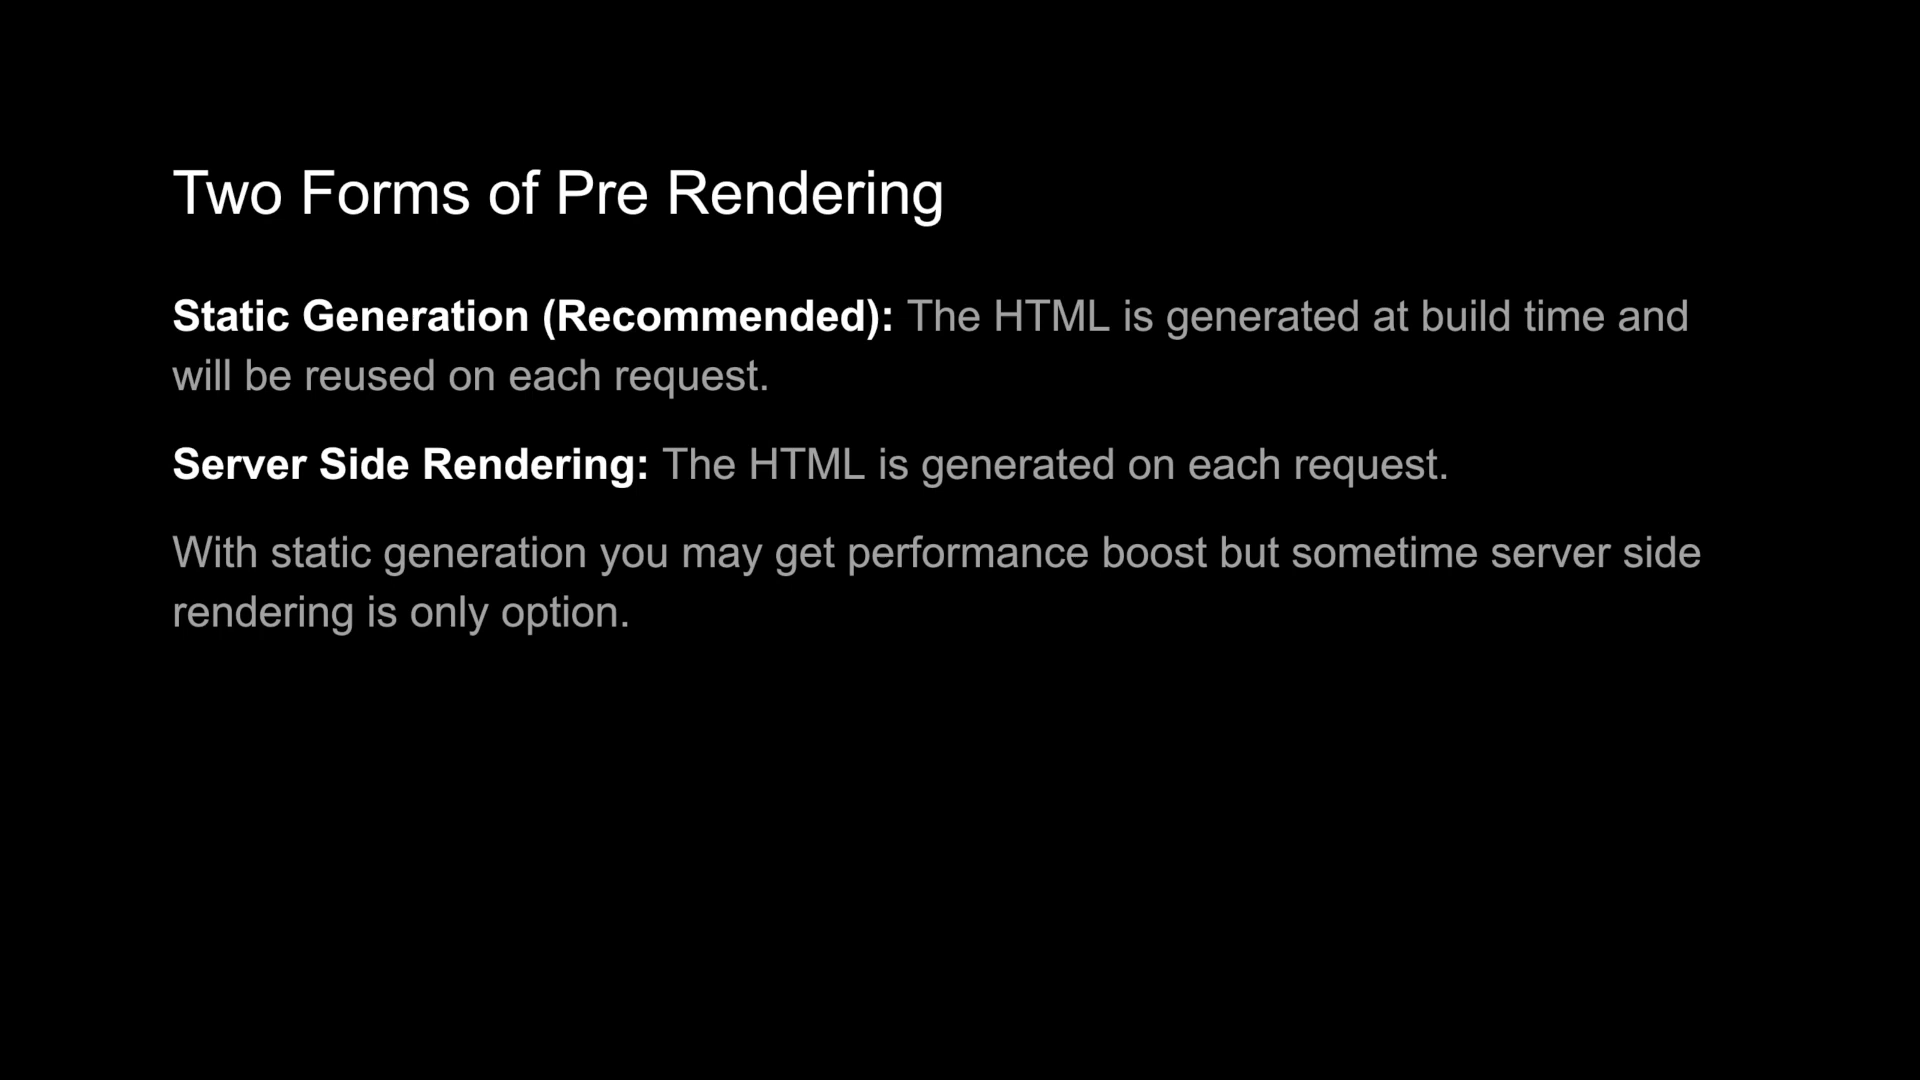 Two Forms of Pre Rendering
Static Generation (Recommended): The HTML is generated at build time and
will be reused on each request.
Server Side Rendering: The HTML is generated on each request.
With static generation you may get performance boost but sometime server side
rendering is only option.